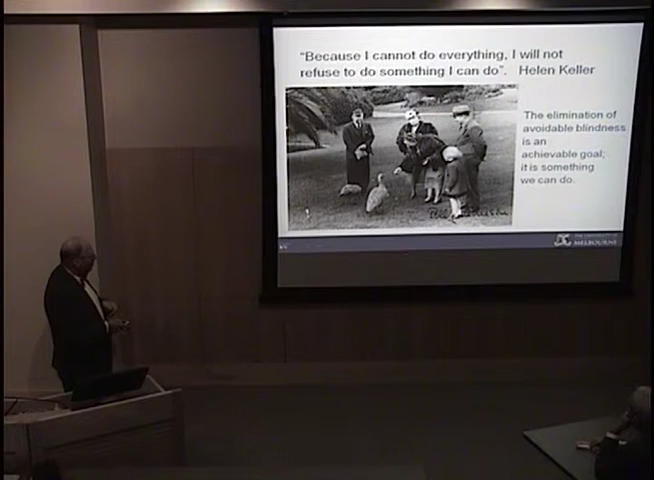 "Because I cannot do everything, I will not
refuse to do something I can do". Helen Keller
The elimination of
avoidable blindness
is an
achievable goal;
it is something
we can do.
MELBOURNE